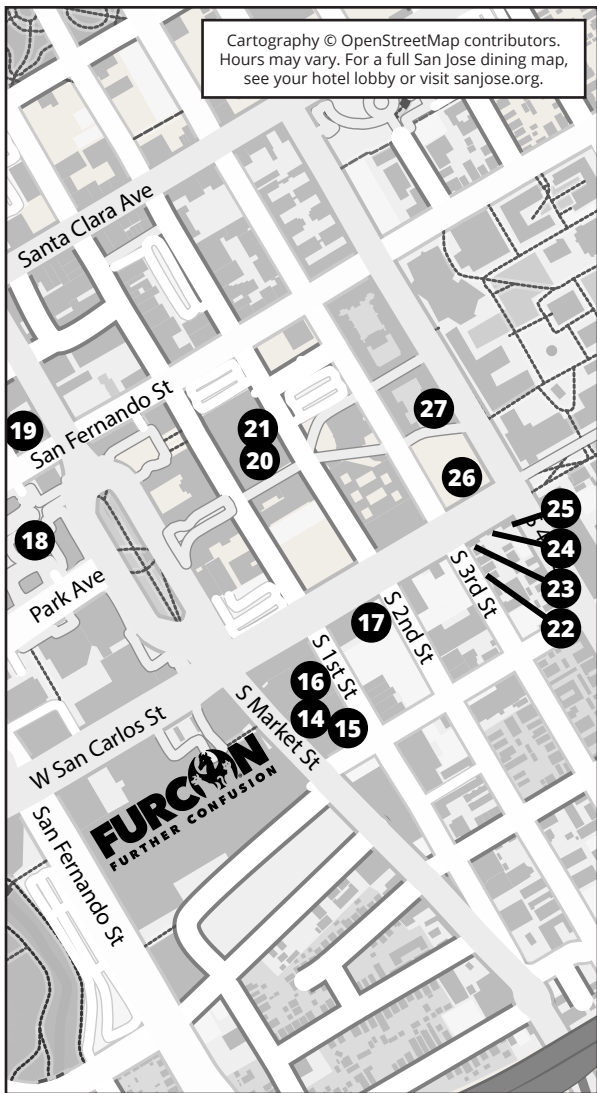 Cartography © OpenStreetMap contributors.
Hours may vary. For a full San Jose dining map,
see your hotel lobby or visit sanjose.org.
Santa Clara Ave
San Fernando St
19
21
20
27
26
18
25
24
23
22
Park Ave
S 3rd St
S 2nd St
17
S 1st St
16
14
15
S Market St
W San Carlos St
FURCON
FURTHER CONFUSION
San Fernando St